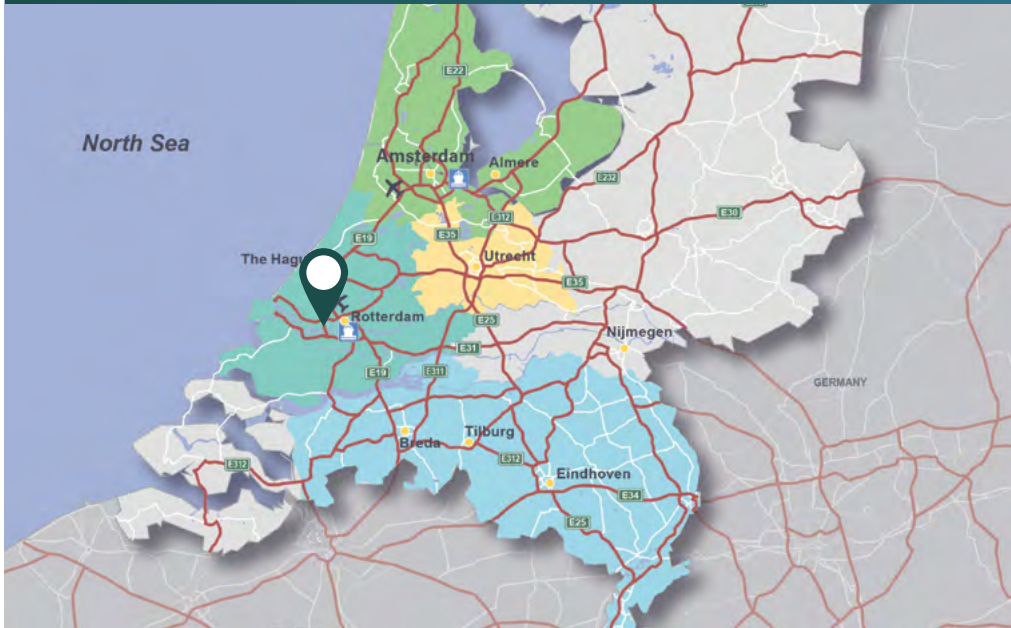 E22
North Sea
Amsterdam
Almere
E232
E30
E312
E19
E35
The Hagu
Utrecht
E35
Rotterdam
E25
Nijmegen
E31
E19
E311
GERMANY
Breda
Tilburg
E312
E312
Eindhoven
E34
E25